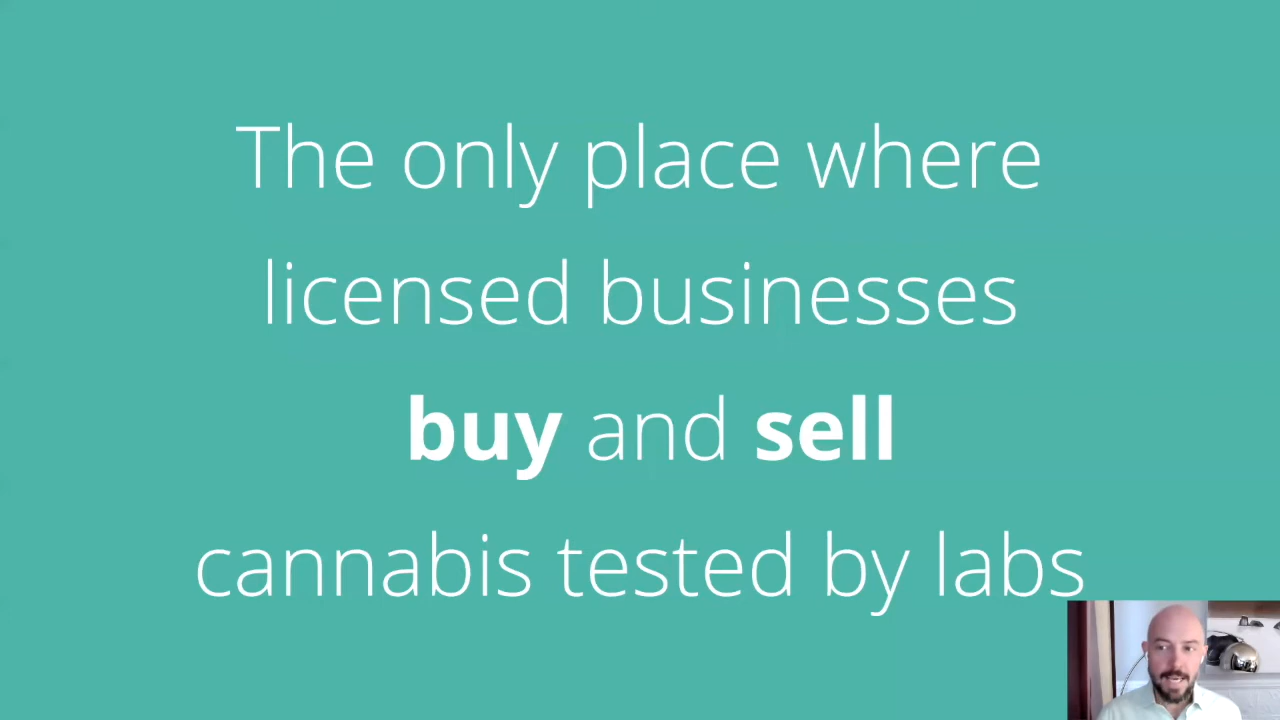 The only place where
licensed businesses
buy and sell
cannabis tested by labs